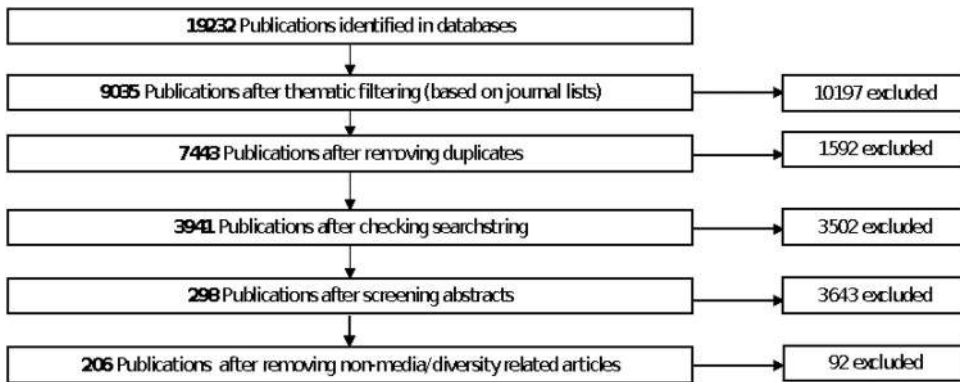 19232 Publications identified in databases
9035 Publications after thematic filtering (based on journal lists)
10197 excluded
7443 Publications after removing duplicates
1592 excluded
3941 Publications after checking searchstring
3502 excluded
298 Publications after screening abstracts
3643 excluded
206 Publications after removing non-media/diversity related articles
92 excluded